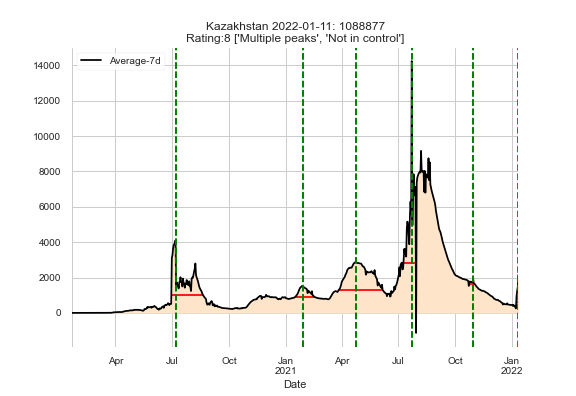 Kazakhstan 2022-01-11: 1088877
Rating:8 ['Multiple peaks', 'Not in control']
Average-7d
14000
12000
10000
8000
6000
4000
2000
0
Apr Jul Oct Jan Apr Jul Oct Jan
2021 2022
Date